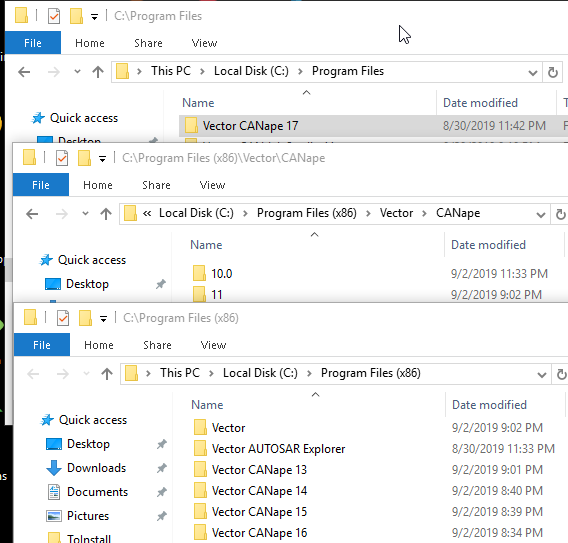 C:\Program Files
File Home Share View
This PC > Local Disk (C:) > Program Files
Name Date modified
Quick access
Vector CANape 17 8/30/2019 11:42 PM
Desktop
C:\Program Files (x86)\Vector\CANape
File Home Share View
« Local Disk (C:) > Program Files (x86) > Vector > CANape
Name Date modified
Quick access
10.0 9/2/2019 11:33 PM
Desktop
11 9/2/2019 9:02 PM
C:\Program Files (x86)
File Home Share View
This PC > Local Disk (C:) > Program Files (x86)
Name Date modified
Quick access
Vector 9/2/2019 9:02 PM
Desktop
Vector AUTOSAR Explorer 8/30/2019 11:33 PM
Downloads
Vector CANape 13 9/2/2019 9:01 PM
Documents
Vector CANape 14 9/2/2019 8:40 PM
Pictures
Vector CANape 15 9/2/2019 8:39 PM
ToInstall
Vector CANape 16 9/2/2019 8:34 PM